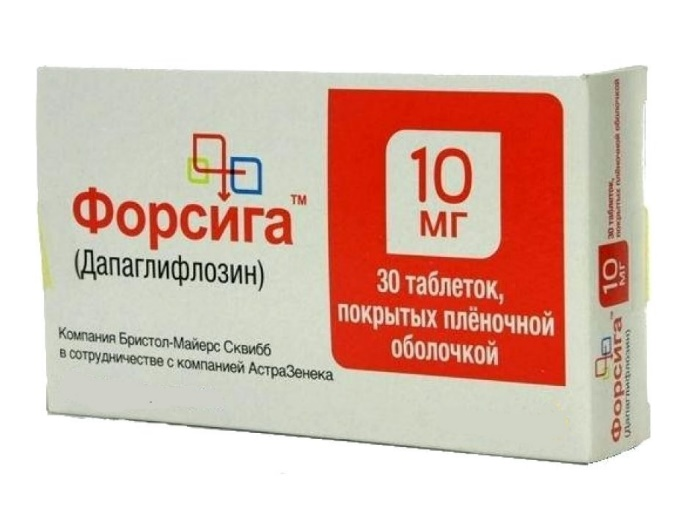 Форсига™
(Дапаглифлозин)
Компания Бристол-Майерс Сквибб
в сотрудничестве с компанией АстраЗенека
10
мг
30 таблеток,
покрытых плёночной
оболочкой
Форсига™
(Дапаглифлозин)
10 мг
30 таблеток,
покрытых плёночной оболочкой